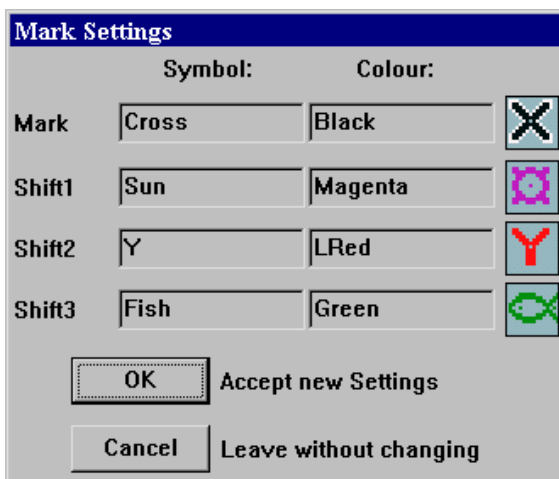 Mark Settings
Symbol: Colour:
Mark Cross Black
Shift1 Sun Magenta
Shift2 Y LRed
Shift3 Fish Green
OK Accept new Settings
Cancel Leave without changing